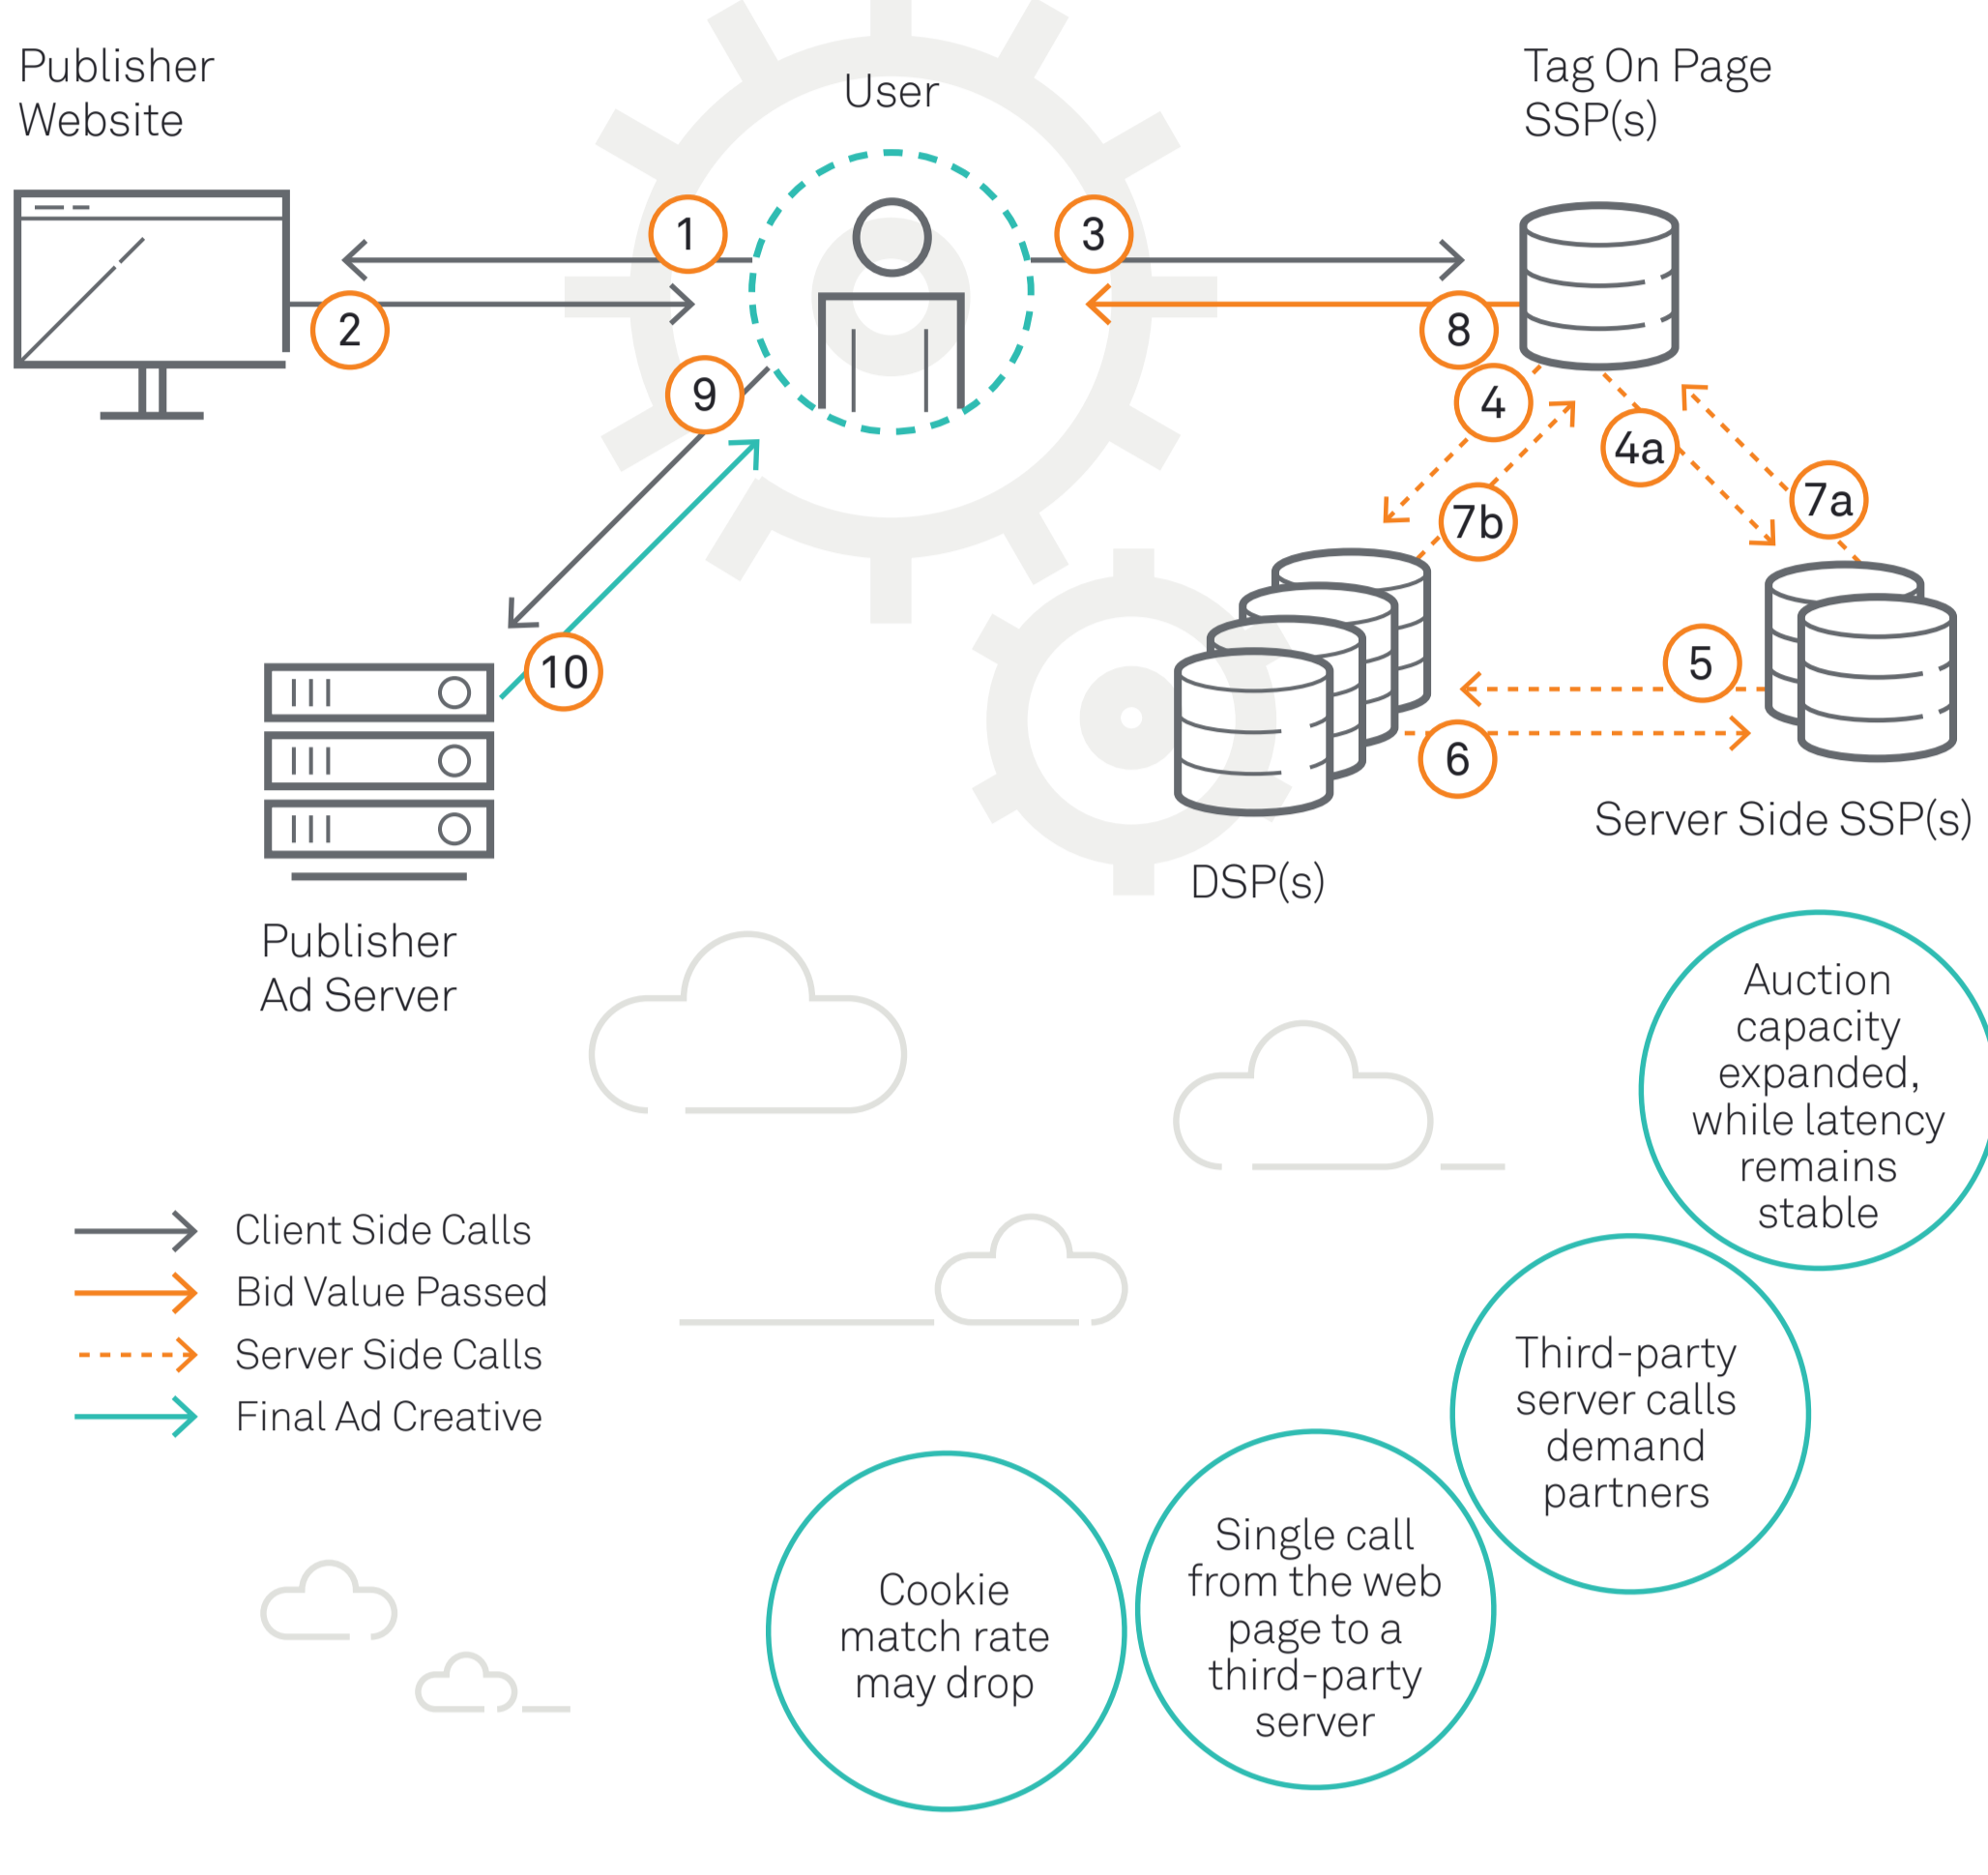 Publisher
Website
User
Tag On Page
SSP(s)
1
3
2
8
9
4
4a
7a
7b
10
5
6
Server Side SSP(s)
DSP(s)
Publisher
Ad Server
Auction
capacity
expanded,
while latency
remains
stable
Client Side Calls
Bid Value Passed
Server Side Calls
Final Ad Creative
Third-party
server calls
demand
partners
Single call
from the web
page to a
third-party
server
Cookie
match rate
may drop